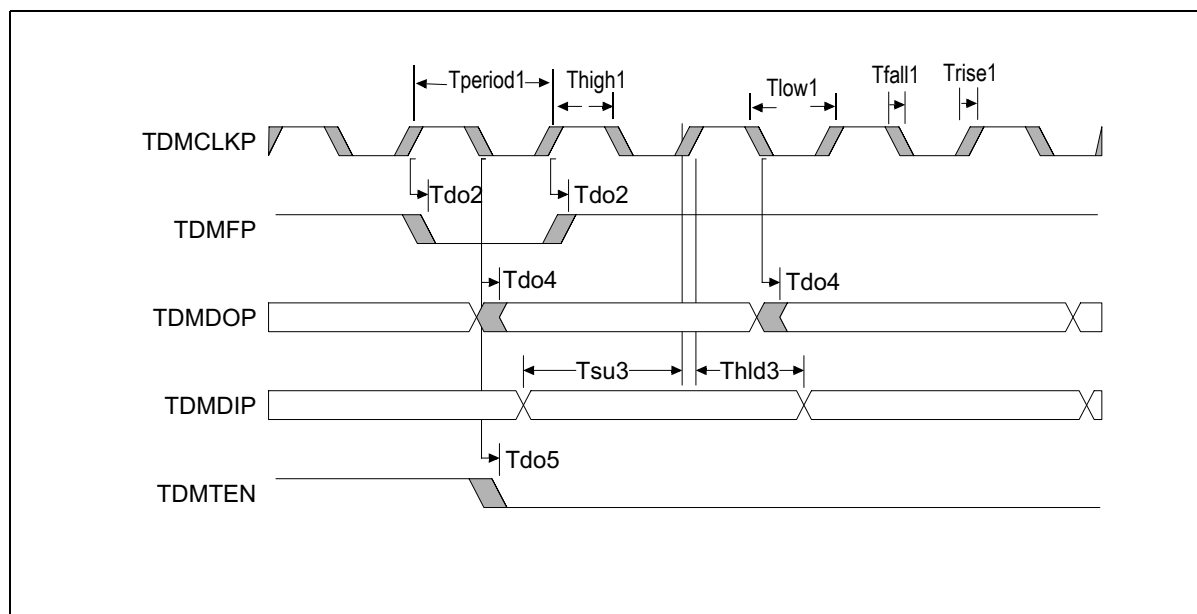 Tperiod1 Thigh1 Tlow1 Tfall1 Trise1
TDMCLKP
Tdo2 Tdo2
TDMFP
Tdo4 Tdo4
TDMDOP
Tsu3 Thld3
TDMDIP
Tdo5
TDMTEN